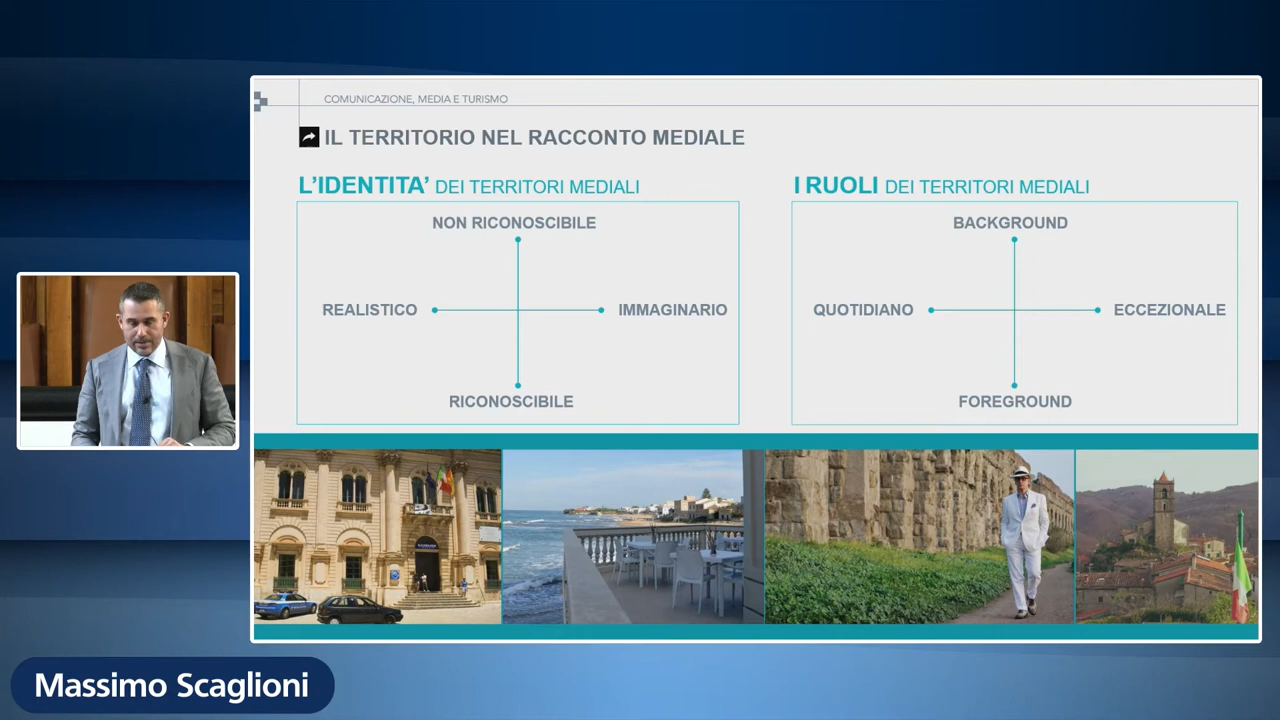 COMUNICAZIONE, MEDIA E TURISMO
IL TERRITORIO NEL RACCONTO MEDIALE
L'IDENTITA' DEI TERRITORI MEDIALI
NON RICONOSCIBILE
REALISTICO
IMMAGINARIO
RICONOSCIBILE
I RUOLI DEI TERRITORI MEDIALI
BACKGROUND
QUOTIDIANO
ECCEZIONALE
FOREGROUND
Massimo Scaglioni